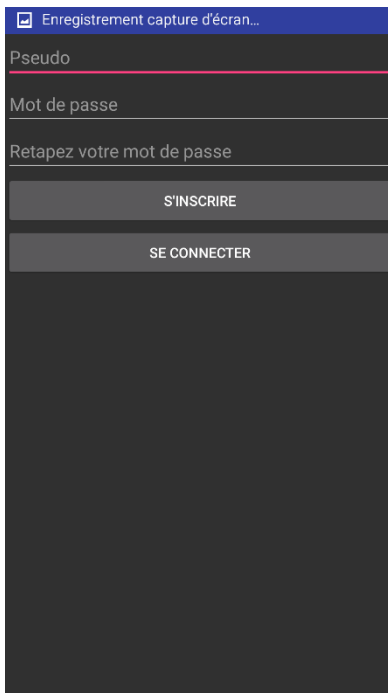 Enregistrement capture d'écran...
Pseudo
Mot de passe
Retapez votre mot de passe
S'INSCRIRE
SE CONNECTER